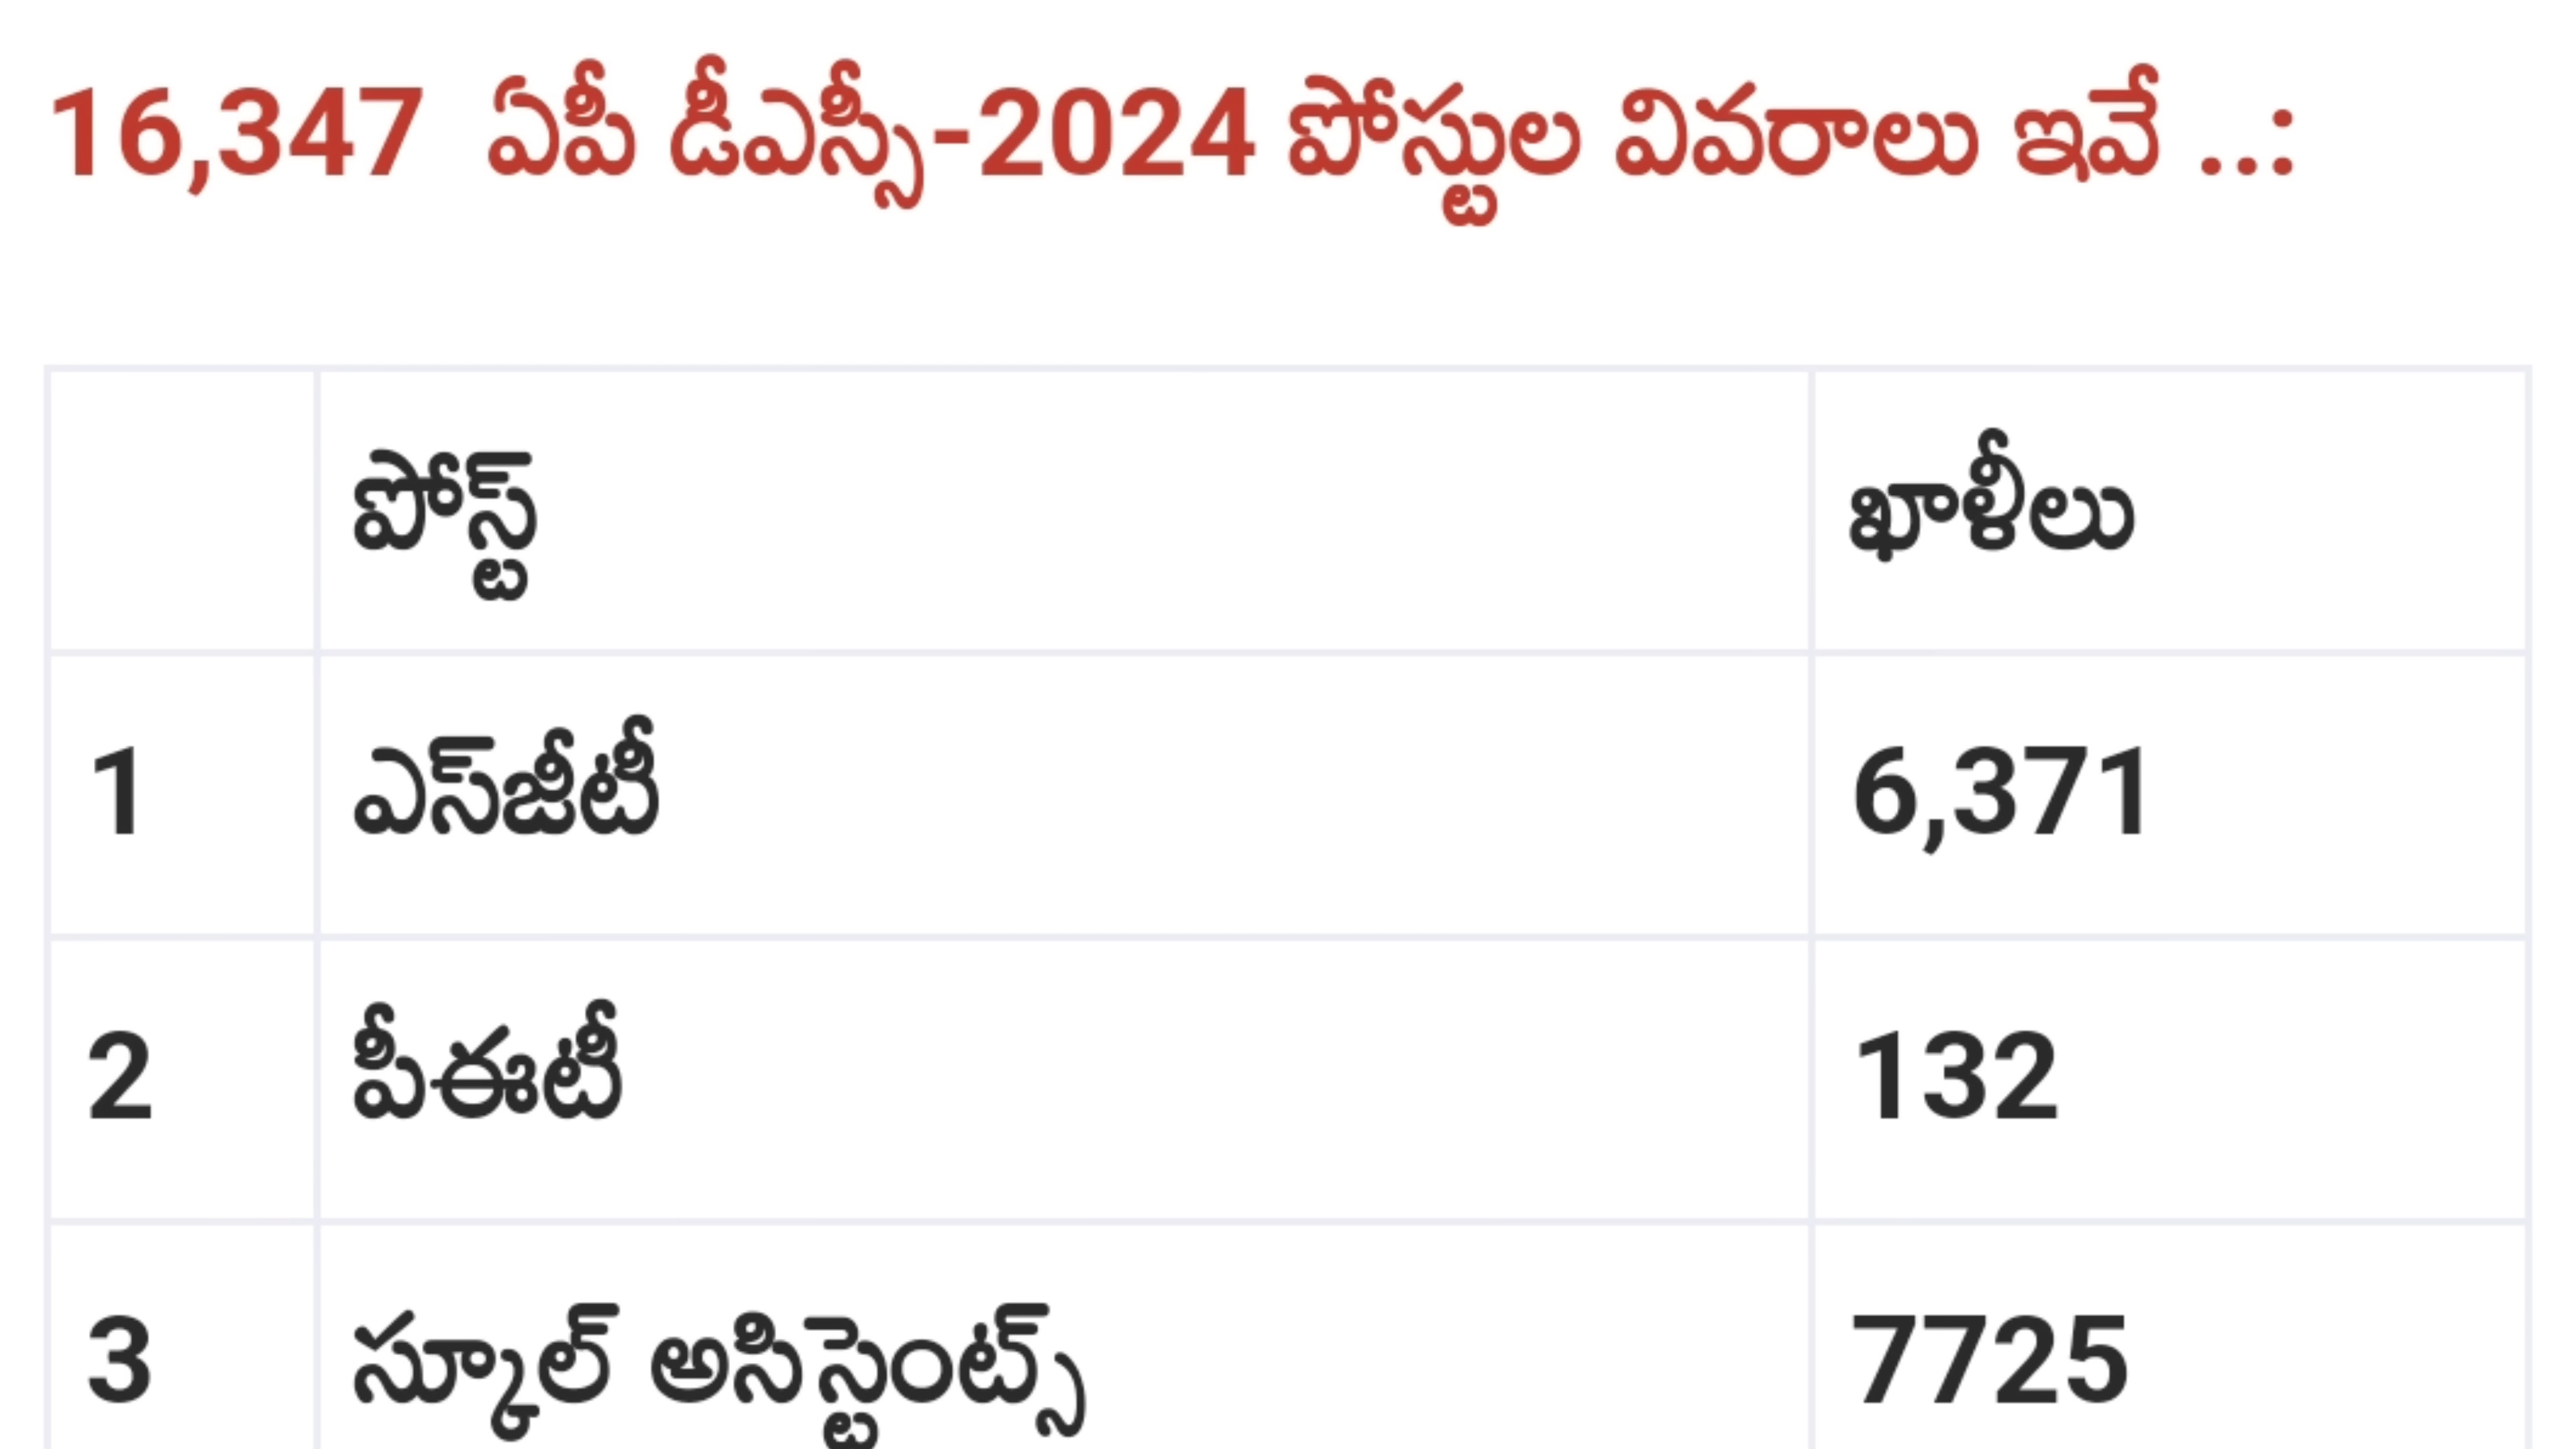 16,347 ఏపీ డీఎస్సీ-2024 పోస్టుల వివరాలు ఇవే ..:
పోస్ట్ ఖాళీలు
1 ఎస్‌జీటీ 6,371
2 పీఈటీ 132
3 స్కూల్ అసిస్టెంట్స్ 7725